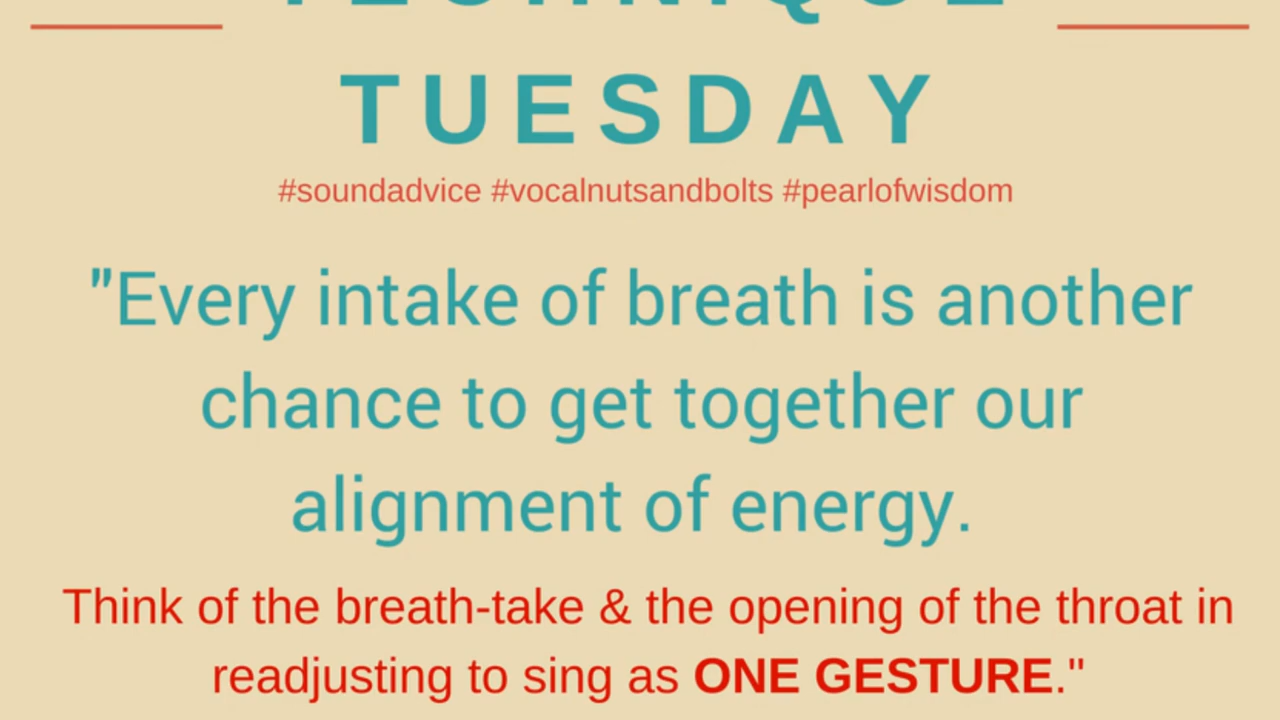 TECHNIQUE
TUESDAY
#soundadvice #vocalnutsandbolts #pearlofwisdom
"Every intake of breath is another
chance to get together our
alignment of energy.
Think of the breath-take & the opening of the throat in
readjusting to sing as ONE GESTURE."